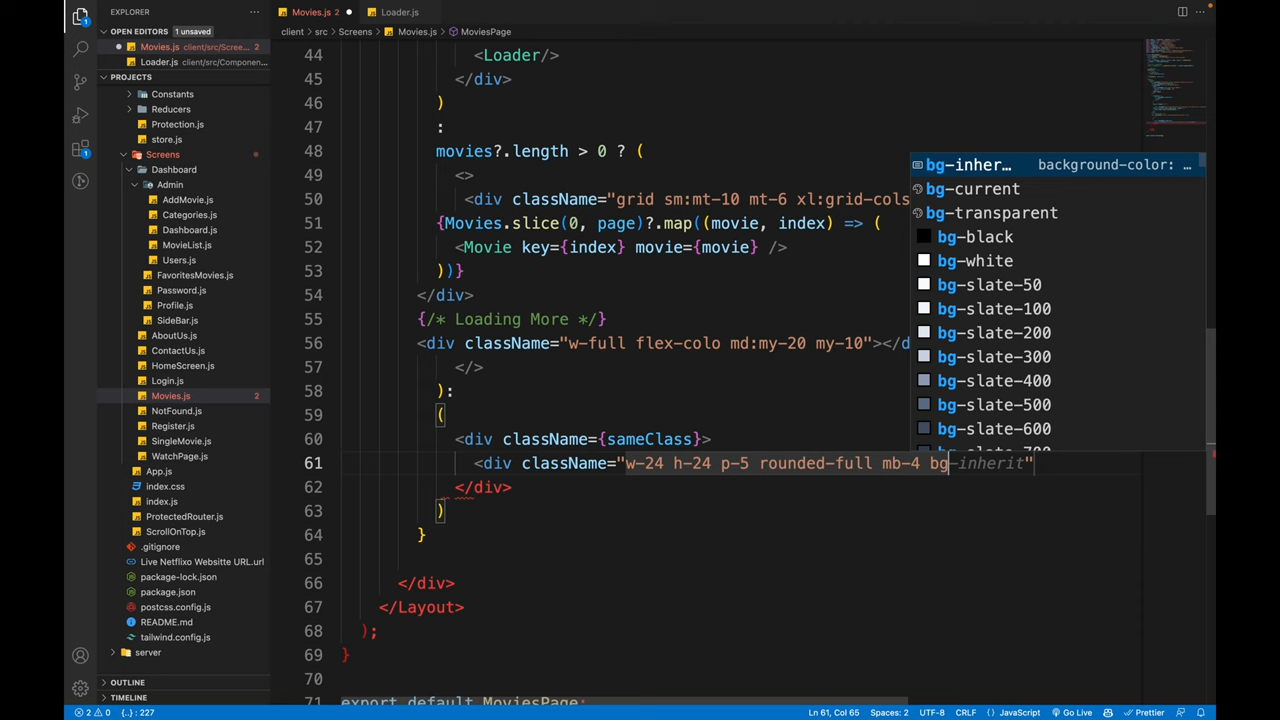 EXPLORER
Movies.js 2
Loader.js
OPEN EDITORS 1 unsaved
client > src > Screens > Movies.js > MoviesPage
Movies.js client/src/Scree... 2
Loader.js client/src/Componen...
PROJECTS
Constants
Reducers
Protection.js
store.js
Screens
Dashboard
Admin
AddMovie.js
Categories.js
Dashboard.js
MovieList.js
Users.js
FavoritesMovies.js
Password.js
Profile.js
SideBar.js
AboutUs.js
ContactUs.js
HomeScreen.js
Login.js
Movies.js 2
NotFound.js
Register.js
SingleMovie.js
WatchPage.js
App.js
index.js
ProtectedRouter.js
ScrollOnTop.js
.gitignore
Live Netflixo Websitte URL.url
package-lock.json
package.json
postcss.config.js
README.md
tailwind.config.js
server
OUTLINE
TIMELINE
44 <Loader/>
45 </div>
46 )
47 :
48 movies?.length > 0 ? (
49 <>
50 <div className="grid sm:mt-10 mt-6 xl:grid-cols
51 {Movies.slice(0, page)?.map((movie, index) => (
52 <Movie key={index} movie={movie} />
53 ))}
54 </div>
55 {/* Loading More */}
56 <div className="w-full flex-colo md:my-20 my-10"></d
57 </>
58 ):
59 (
60 <div className={sameClass}>
61 <div className="w-24 h-24 p-5 rounded-full mb-4 bg-inherit"
62 </div>
63 )
64 }
65
66 </div>
67 </Layout>
68 );
69 }
70
71 export default MoviesPage;
bg-inher… background-color: …
bg-current
bg-transparent
bg-black
bg-white
bg-slate-50
bg-slate-100
bg-slate-200
bg-slate-300
bg-slate-400
bg-slate-500
bg-slate-600
bg-slate-700
2 0 {..} : 227 Ln 61, Col 65 Spaces: 2 UTF-8 CRLF {} JavaScript Go Live Prettier